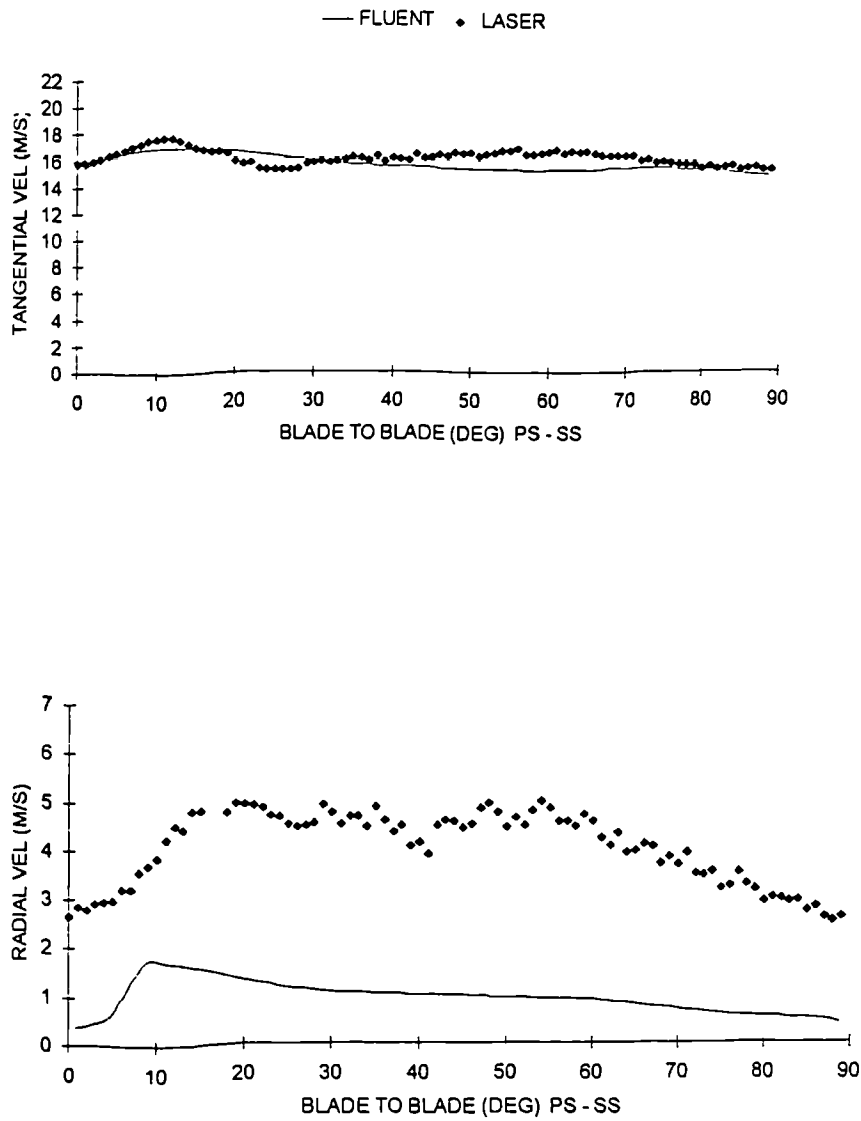 FLUENT LASER
TANGENTIAL VEL (M/S)
22
20
18
16
14
12
10
8
6
4
2
0
0 10 20 30 40 50 60 70 80 90
BLADE TO BLADE (DEG) PS - SS
RADIAL VEL (M/S)
7
6
5
4
3
2
1
0
0 10 20 30 40 50 60 70 80 90
BLADE TO BLADE (DEG) PS - SS